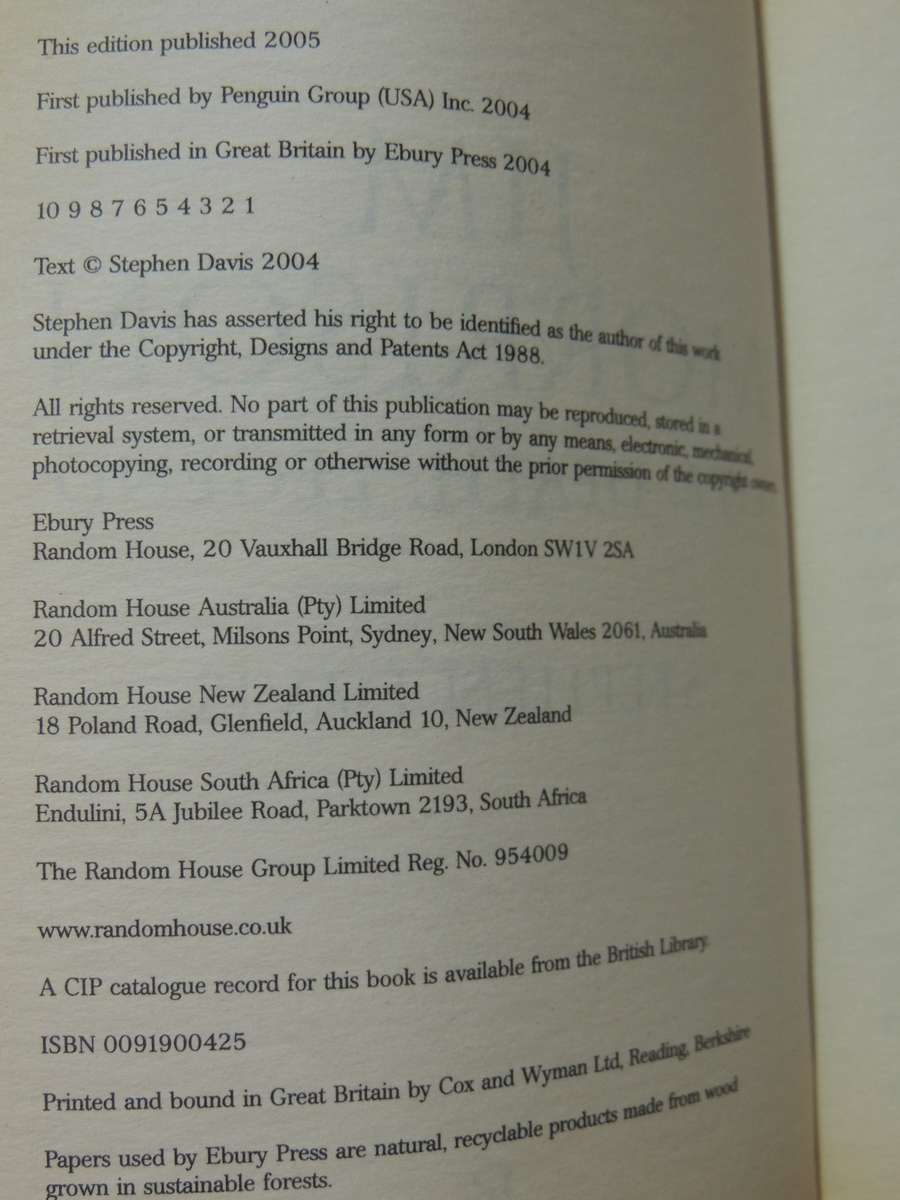 This edition published 2005
First published by Penguin Group (USA) Inc. 2004
First published in Great Britain by Ebury Press 2004
10 9 8 7 6 5 4 3 2 1
Text © Stephen Davis 2004
Stephen Davis has asserted his right to be identified as the author of this work
under the Copyright, Designs and Patents Act 1988.
All rights reserved. No part of this publication may be reproduced, stored in a
retrieval system, or transmitted in any form or by any means, electronic, mechanical,
photocopying, recording or otherwise without the prior permission of the copyright owner.
Ebury Press
Random House, 20 Vauxhall Bridge Road, London SW1V 2SA
Random House Australia (Pty) Limited
20 Alfred Street, Milsons Point, Sydney, New South Wales 2061, Australia
Random House New Zealand Limited
18 Poland Road, Glenfield, Auckland 10, New Zealand
Random House South Africa (Pty) Limited
Endulini, 5A Jubilee Road, Parktown 2193, South Africa
The Random House Group Limited Reg. No. 954009
www.randomhouse.co.uk
A CIP catalogue record for this book is available from the British Library.
ISBN 0091900425
Printed and bound in Great Britain by Cox and Wyman Ltd, Reading, Berkshire
Papers used by Ebury Press are natural, recyclable products made from wood
grown in sustainable forests.